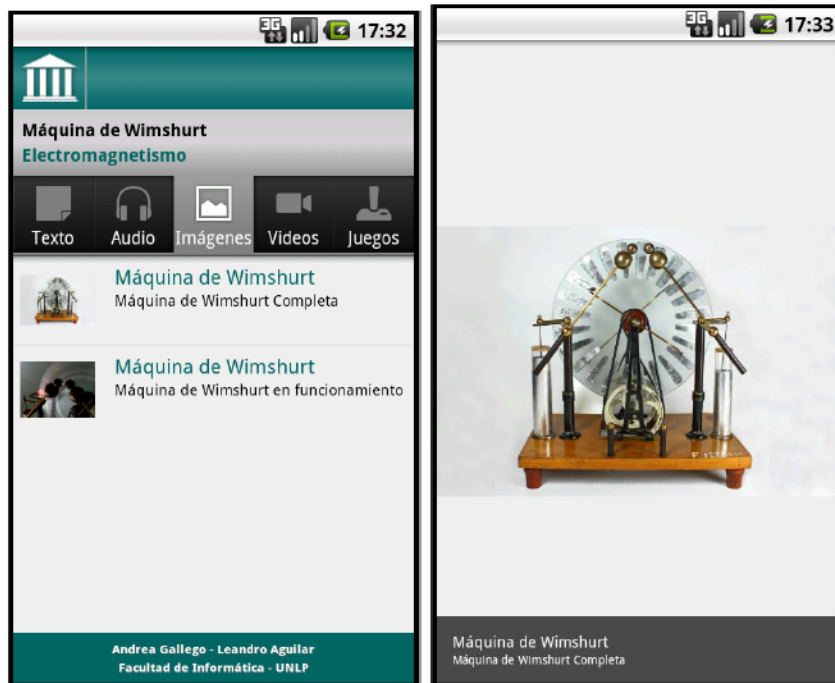 3G 17:32
Máquina de Wimshurt
Electromagnetismo
Texto Audio Imágenes Videos Juegos
Máquina de Wimshurt
Máquina de Wimshurt Completa
Máquina de Wimshurt
Máquina de Wimshurt en funcionamiento
Andrea Gallego - Leandro Aguilar
Facultad de Informática - UNLP
3G 17:33
Máquina de Wimshurt
Máquina de Wimshurt Completa